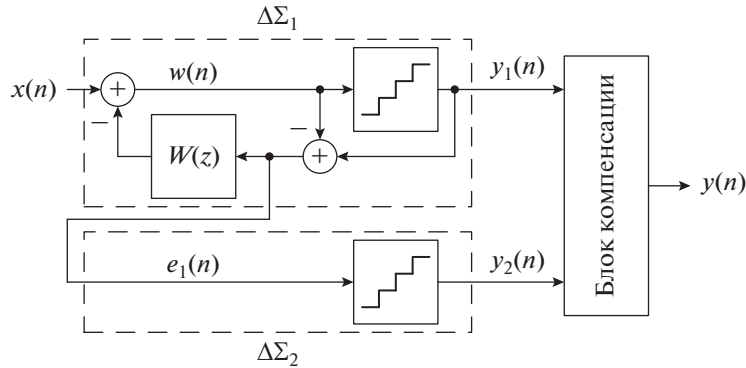 ΔΣ₁
x(n)
+
w(n)
y₁(n)
−
−
W(z)
+
e₁(n)
y₂(n)
ΔΣ₂
Блок компенсации
y(n)